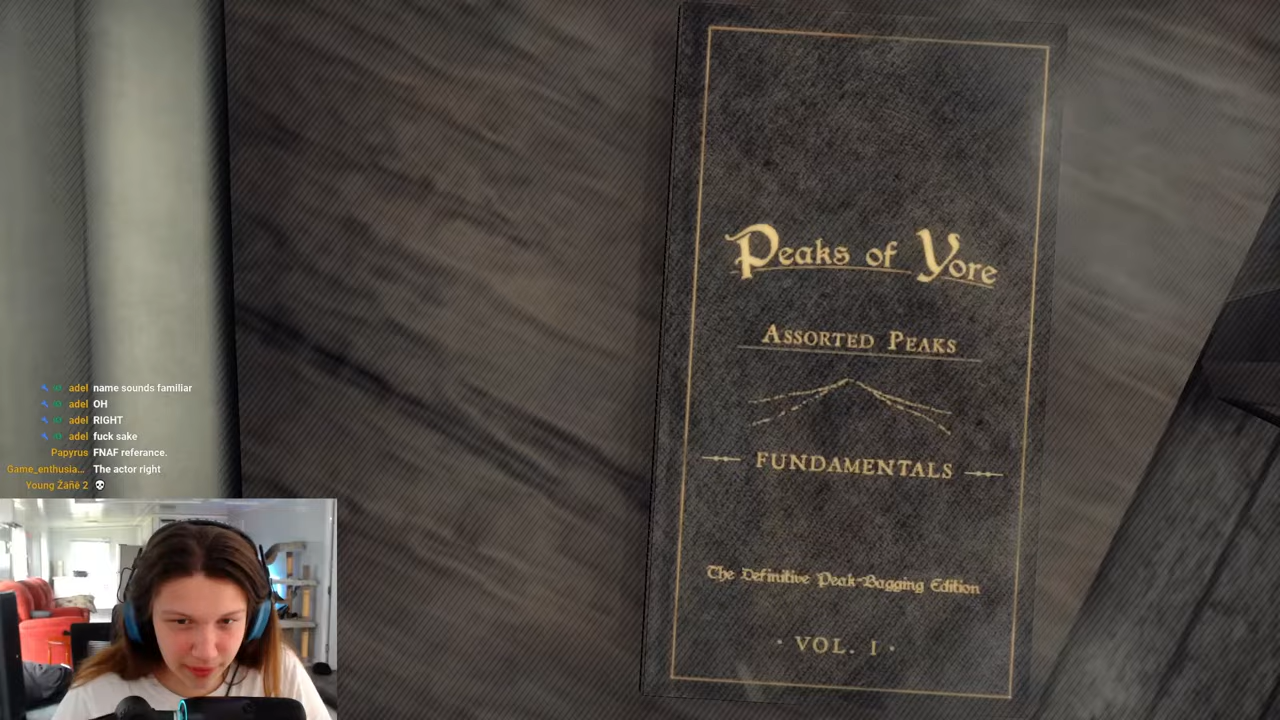 Peaks of Yore
ASSORTED PEAKS
FUNDAMENTALS
The Definitive Peak-Bagging Edition
· VOL. I ·
adel name sounds familiar
adel OH
adel RIGHT
adel fuck sake
Papyrus FNAF referance.
Game_enthusia... The actor right
Young Žãñë 2 💀